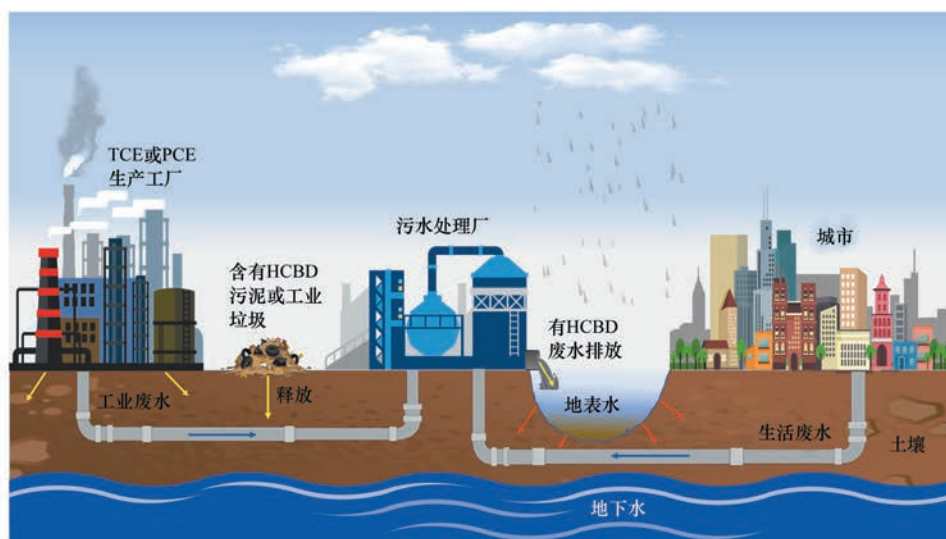 TCE或PCE
生产工厂
污水处理厂
城市
含有HCBD
污泥或工业
垃圾
有HCBD
废水排放
工业废水
释放
地表水
生活废水
土壤
地下水